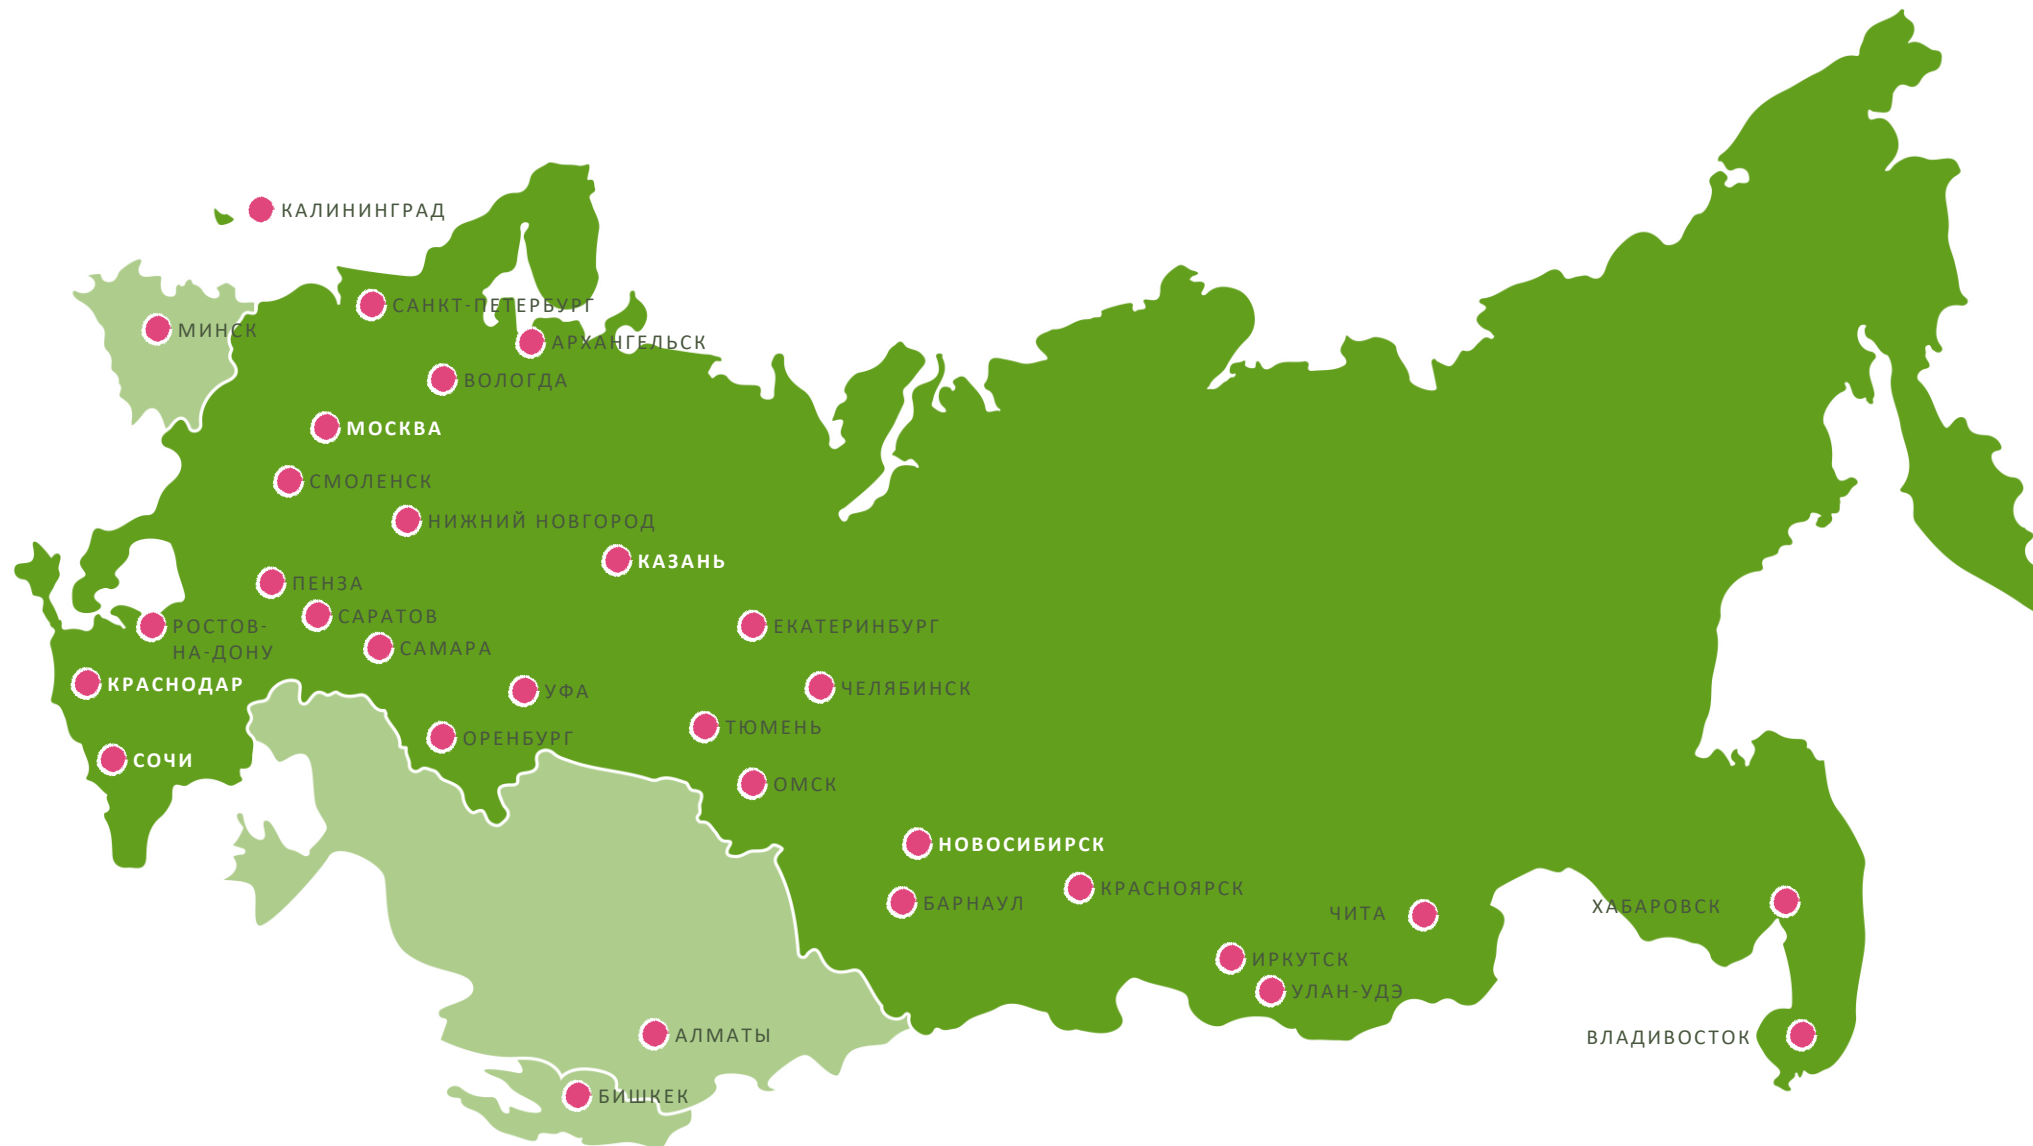 КАЛИНИНГРАД
САНКТ-ПЕТЕРБУРГ
МИНСК
АРХАНГЕЛЬСК
ВОЛОГДА
МОСКВА
СМОЛЕНСК
НИЖНИЙ НОВГОРОД
КАЗАНЬ
ПЕНЗА
САРАТОВ
РОСТОВ-
НА-ДОНУ
ЕКАТЕРИНБУРГ
САМАРА
КРАСНОДАР
УФА
ЧЕЛЯБИНСК
ТЮМЕНЬ
ОРЕНБУРГ
СОЧИ
ОМСК
НОВОСИБИРСК
КРАСНОЯРСК
БАРНАУЛ
ЧИТА
ХАБАРОВСК
ИРКУТСК
УЛАН-УДЭ
АЛМАТЫ
ВЛАДИВОСТОК
БИШКЕК